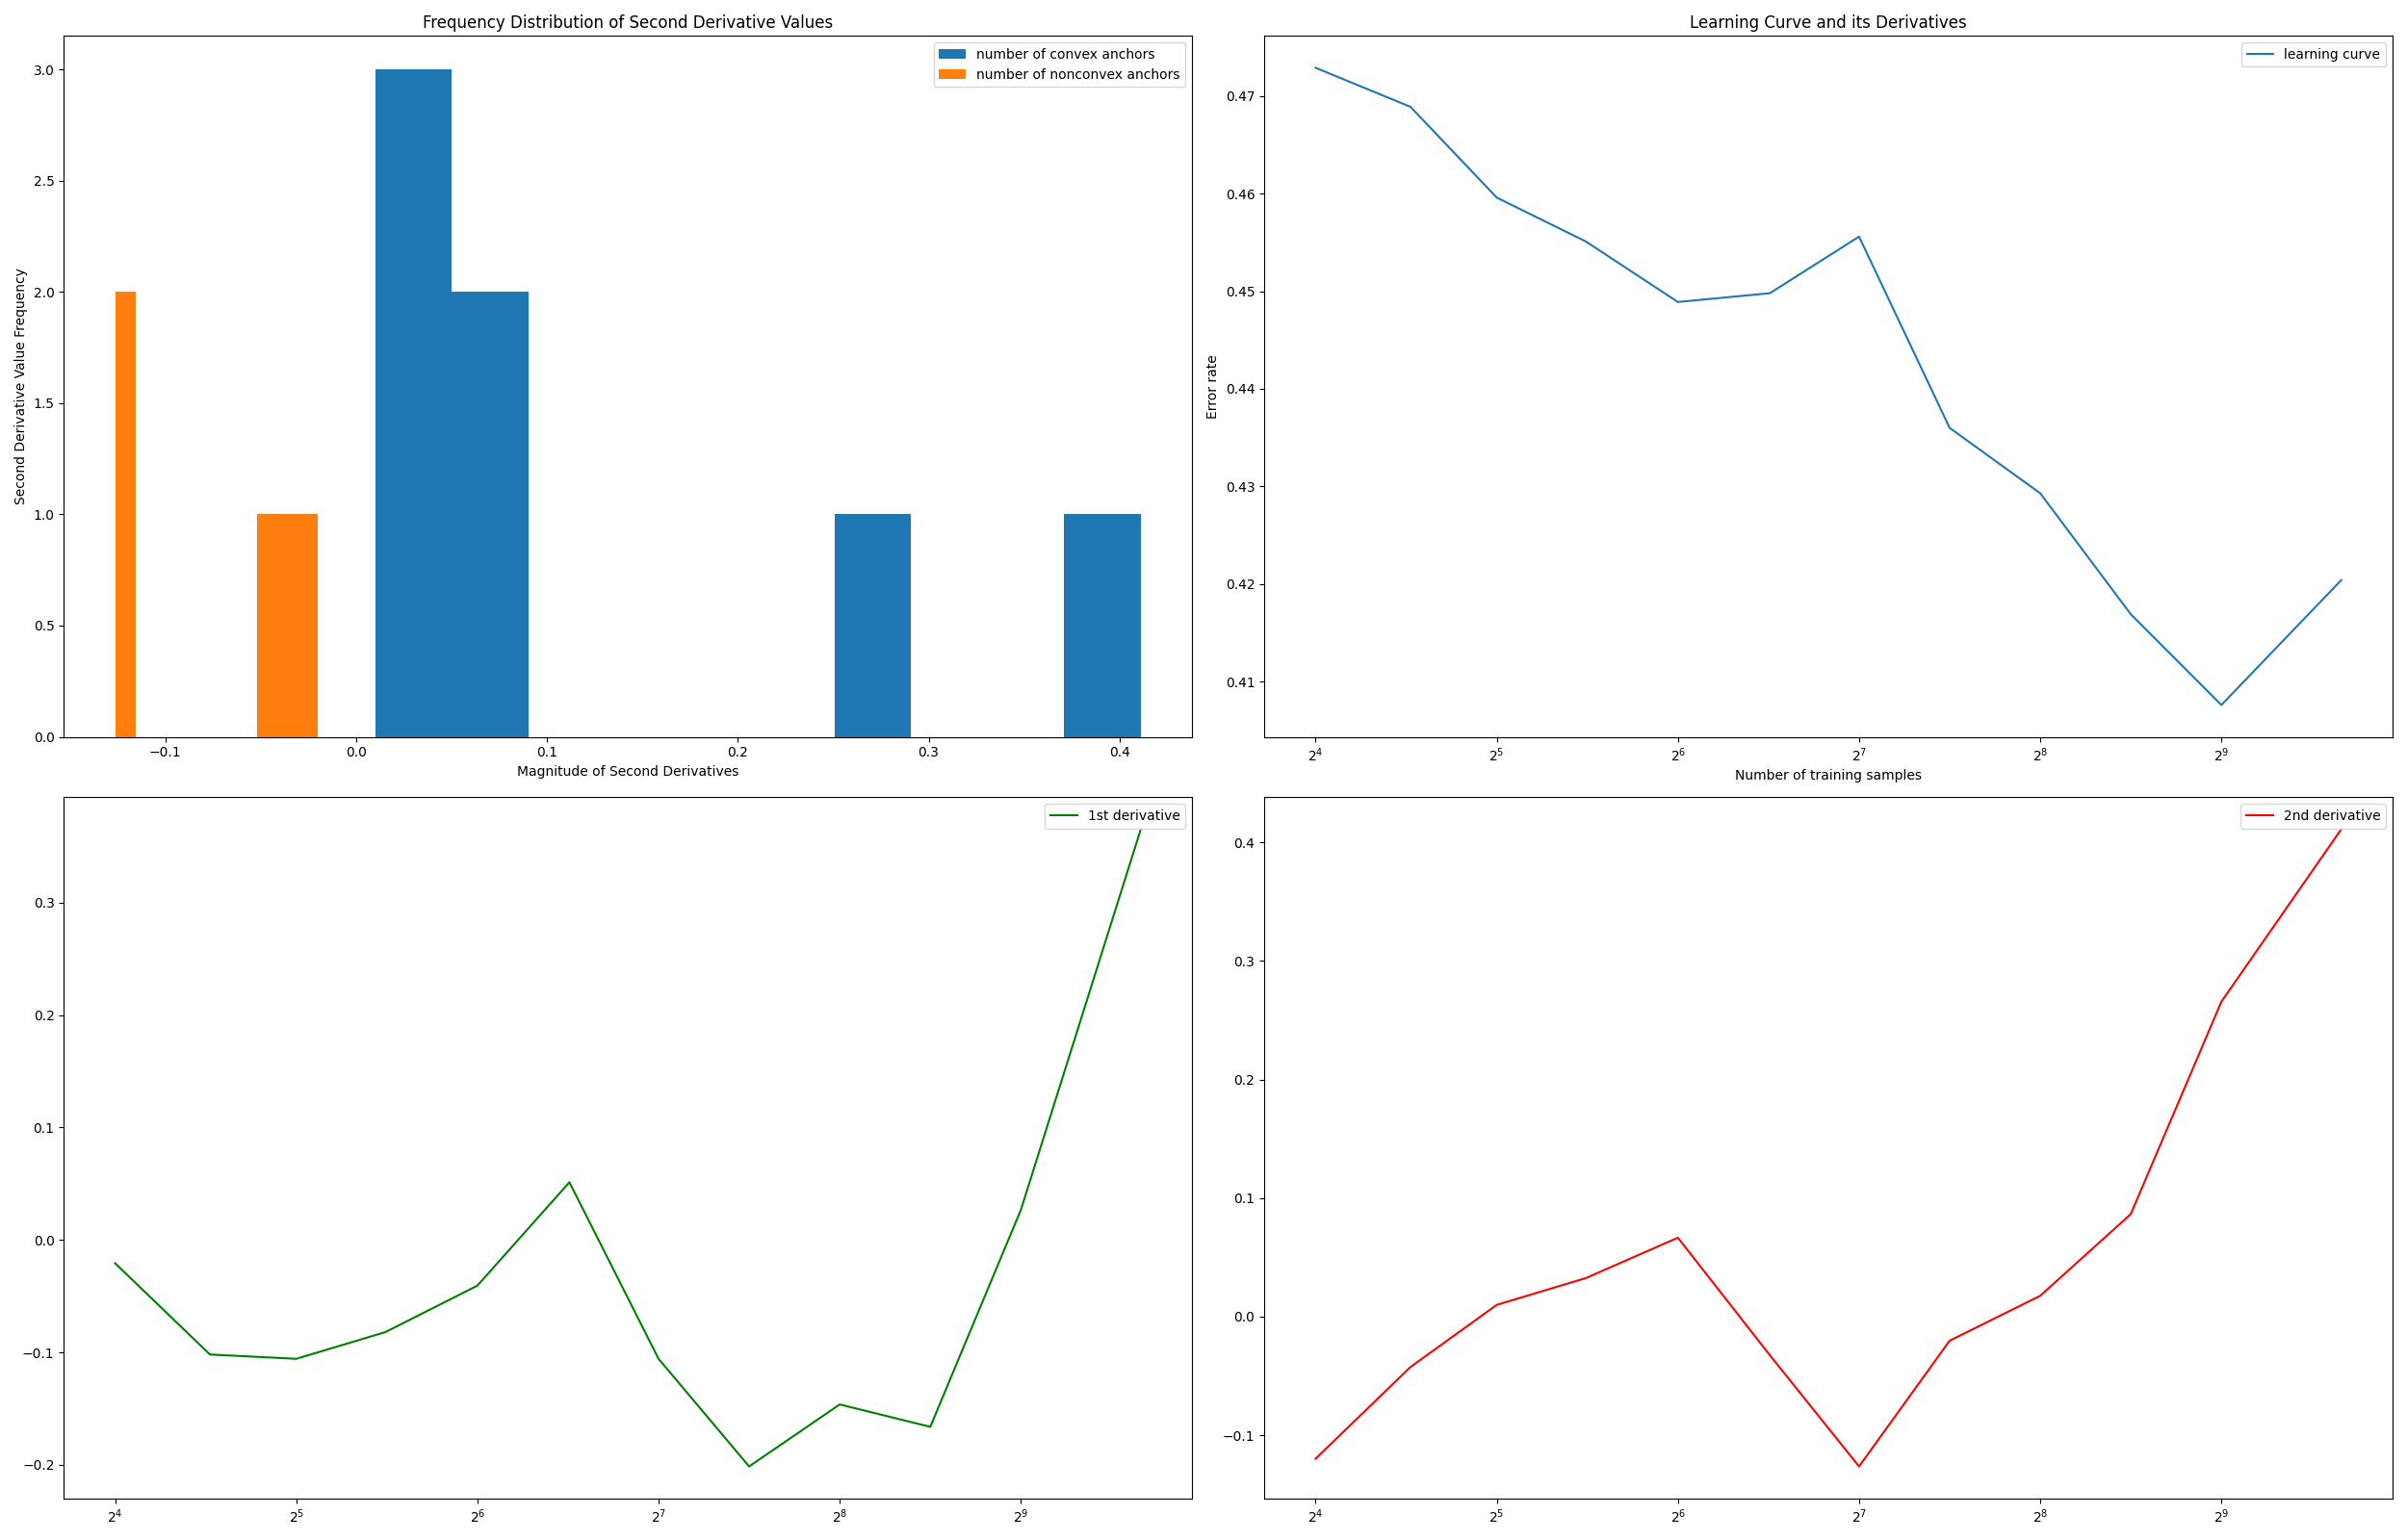 Frequency Distribution of Second Derivative Values
number of convex anchors
number of nonconvex anchors
Second Derivative Value Frequency
3.0
2.5
2.0
1.5
1.0
0.5
0.0
−0.1 0.0 0.1 0.2 0.3 0.4
Magnitude of Second Derivatives
Learning Curve and its Derivatives
learning curve
Error rate
0.47
0.46
0.45
0.44
0.43
0.42
0.41
2⁴ 2⁵ 2⁶ 2⁷ 2⁸ 2⁹
Number of training samples
1st derivative
0.3
0.2
0.1
0.0
−0.1
−0.2
2⁴ 2⁵ 2⁶ 2⁷ 2⁸ 2⁹
2nd derivative
0.4
0.3
0.2
0.1
0.0
−0.1
2⁴ 2⁵ 2⁶ 2⁷ 2⁸ 2⁹